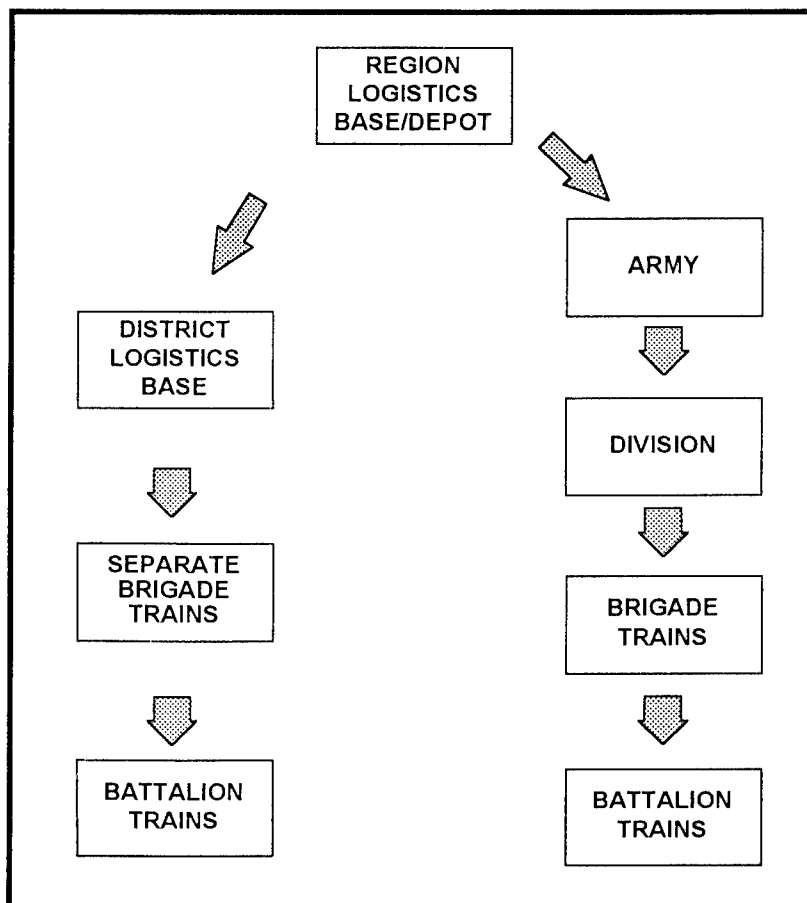 REGION
LOGISTICS
BASE/DEPOT
DISTRICT
LOGISTICS
BASE
SEPARATE
BRIGADE
TRAINS
BATTALION
TRAINS
ARMY
DIVISION
BRIGADE
TRAINS
BATTALION
TRAINS